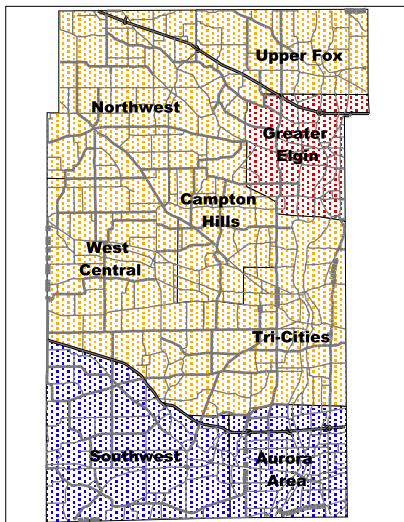 Upper Fox
Northwest
Greater
Elgin
Campton
Hills
West
Central
Tri-Cities
Southwest
Aurora
Area